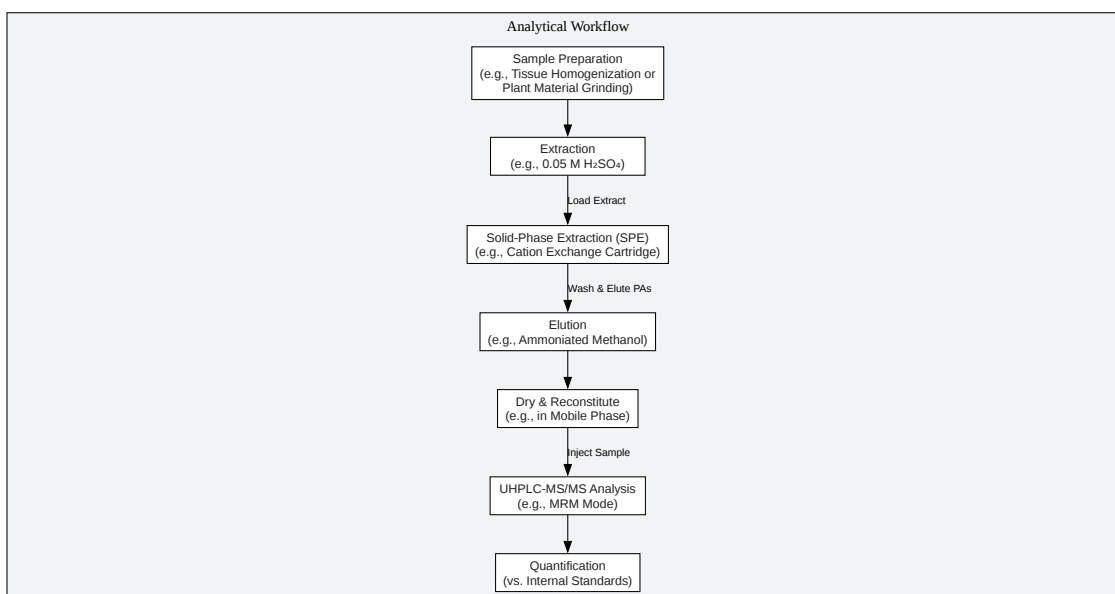 Analytical Workflow
Sample Preparation
(e.g., Tissue Homogenization or
Plant Material Grinding)
Extraction
(e.g., 0.05 M H₂SO₄)
Load Extract
Solid-Phase Extraction (SPE)
(e.g., Cation Exchange Cartridge)
Wash & Elute PAs
Elution
(e.g., Ammoniated Methanol)
Dry & Reconstitute
(e.g., in Mobile Phase)
Inject Sample
UHPLC-MS/MS Analysis
(e.g., MRM Mode)
Quantification
(vs. Internal Standards)